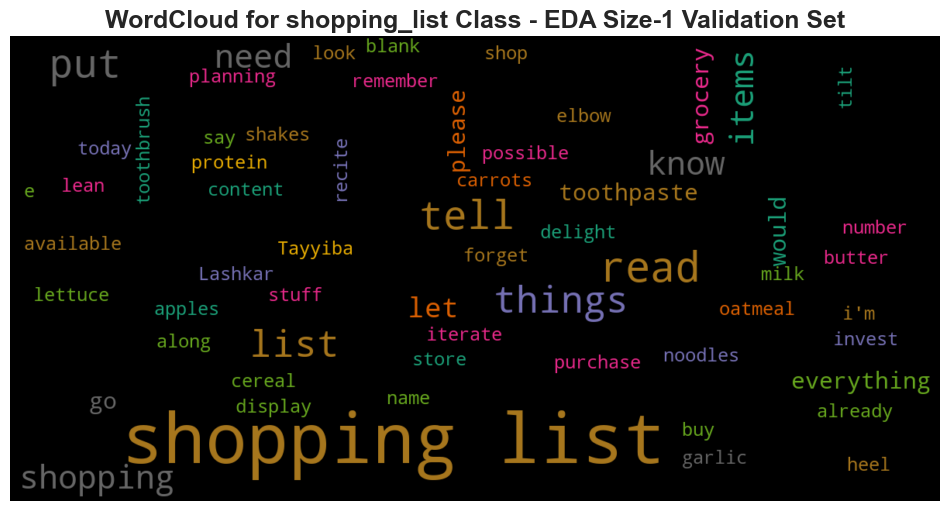 WordCloud for shopping_list Class - EDA Size-1 Validation Set
put
need
look
blank
shop
planning
remember
grocery
items
tilt
elbow
toothbrush
say
shakes
today
protein
recite
please
possible
know
e
lean
content
carrots
toothpaste
tell
delight
would
number
available
Tayyiba
forget
butter
Lashkar
read
milk
lettuce
stuff
things
apples
let
oatmeal
i'm
along
list
iterate
invest
store
purchase
noodles
cereal
everything
go
display
name
already
shopping list
buy
garlic
heel
shopping